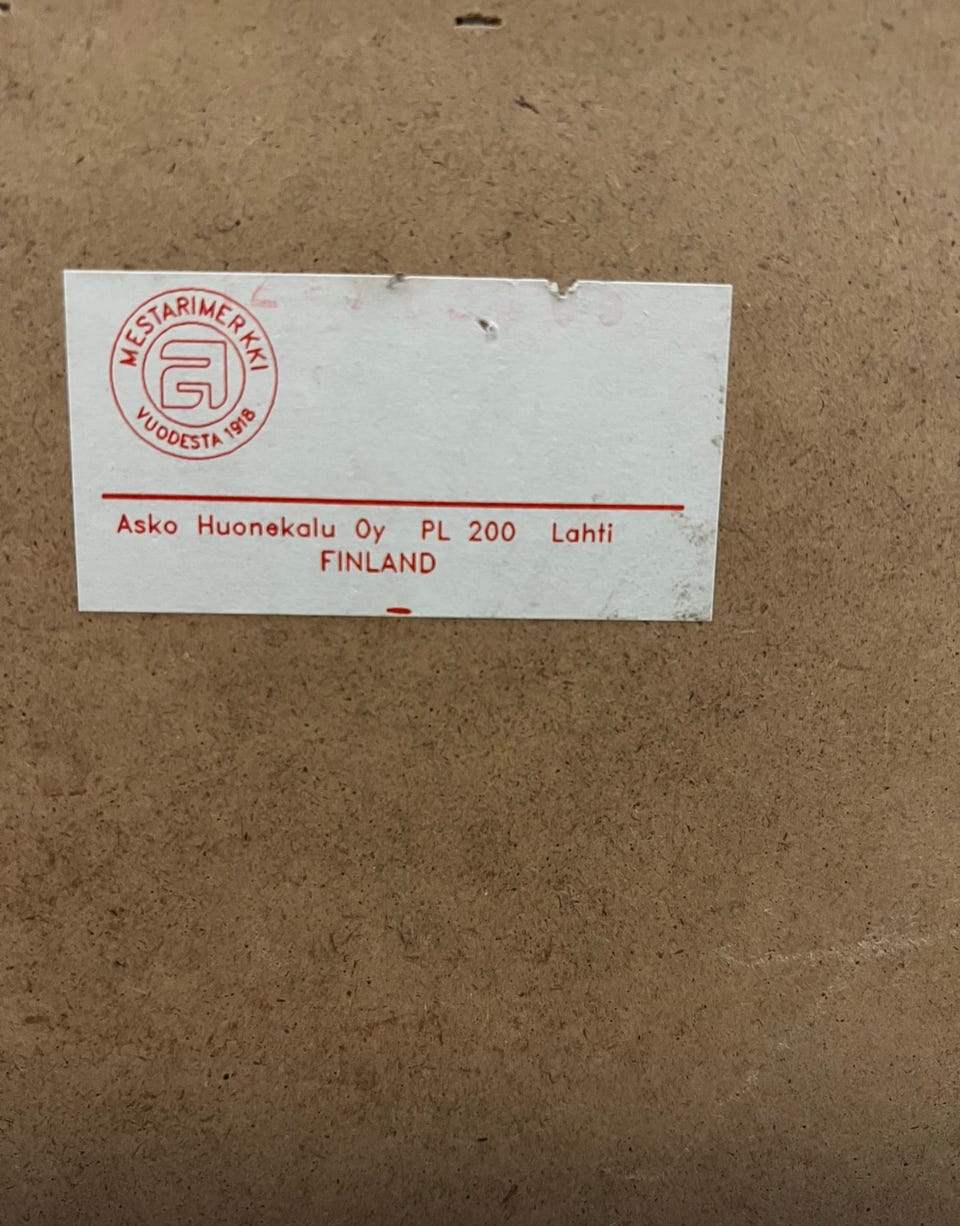 MESTARIMERKKI
a
VUODESTA 1918
Asko Huonekalu Oy PL 200 Lahti
FINLAND